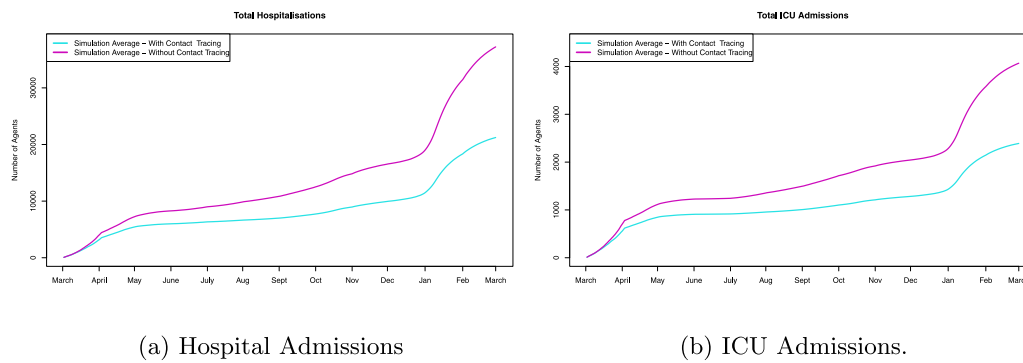 Total Hospitalisations
Simulation Average – With Contact Tracing
Simulation Average – Without Contact Tracing
Number of Agents
30000
20000
10000
0
March April May June July Aug Sep Oct Nov Dec Jan Feb March
(a) Hospital Admissions
Total ICU Admissions
Simulation Average – With Contact Tracing
Simulation Average – Without Contact Tracing
Number of Agents
4000
3000
2000
1000
0
March April May June July Aug Sep Oct Nov Dec Jan Feb Marc
(b) ICU Admissions.